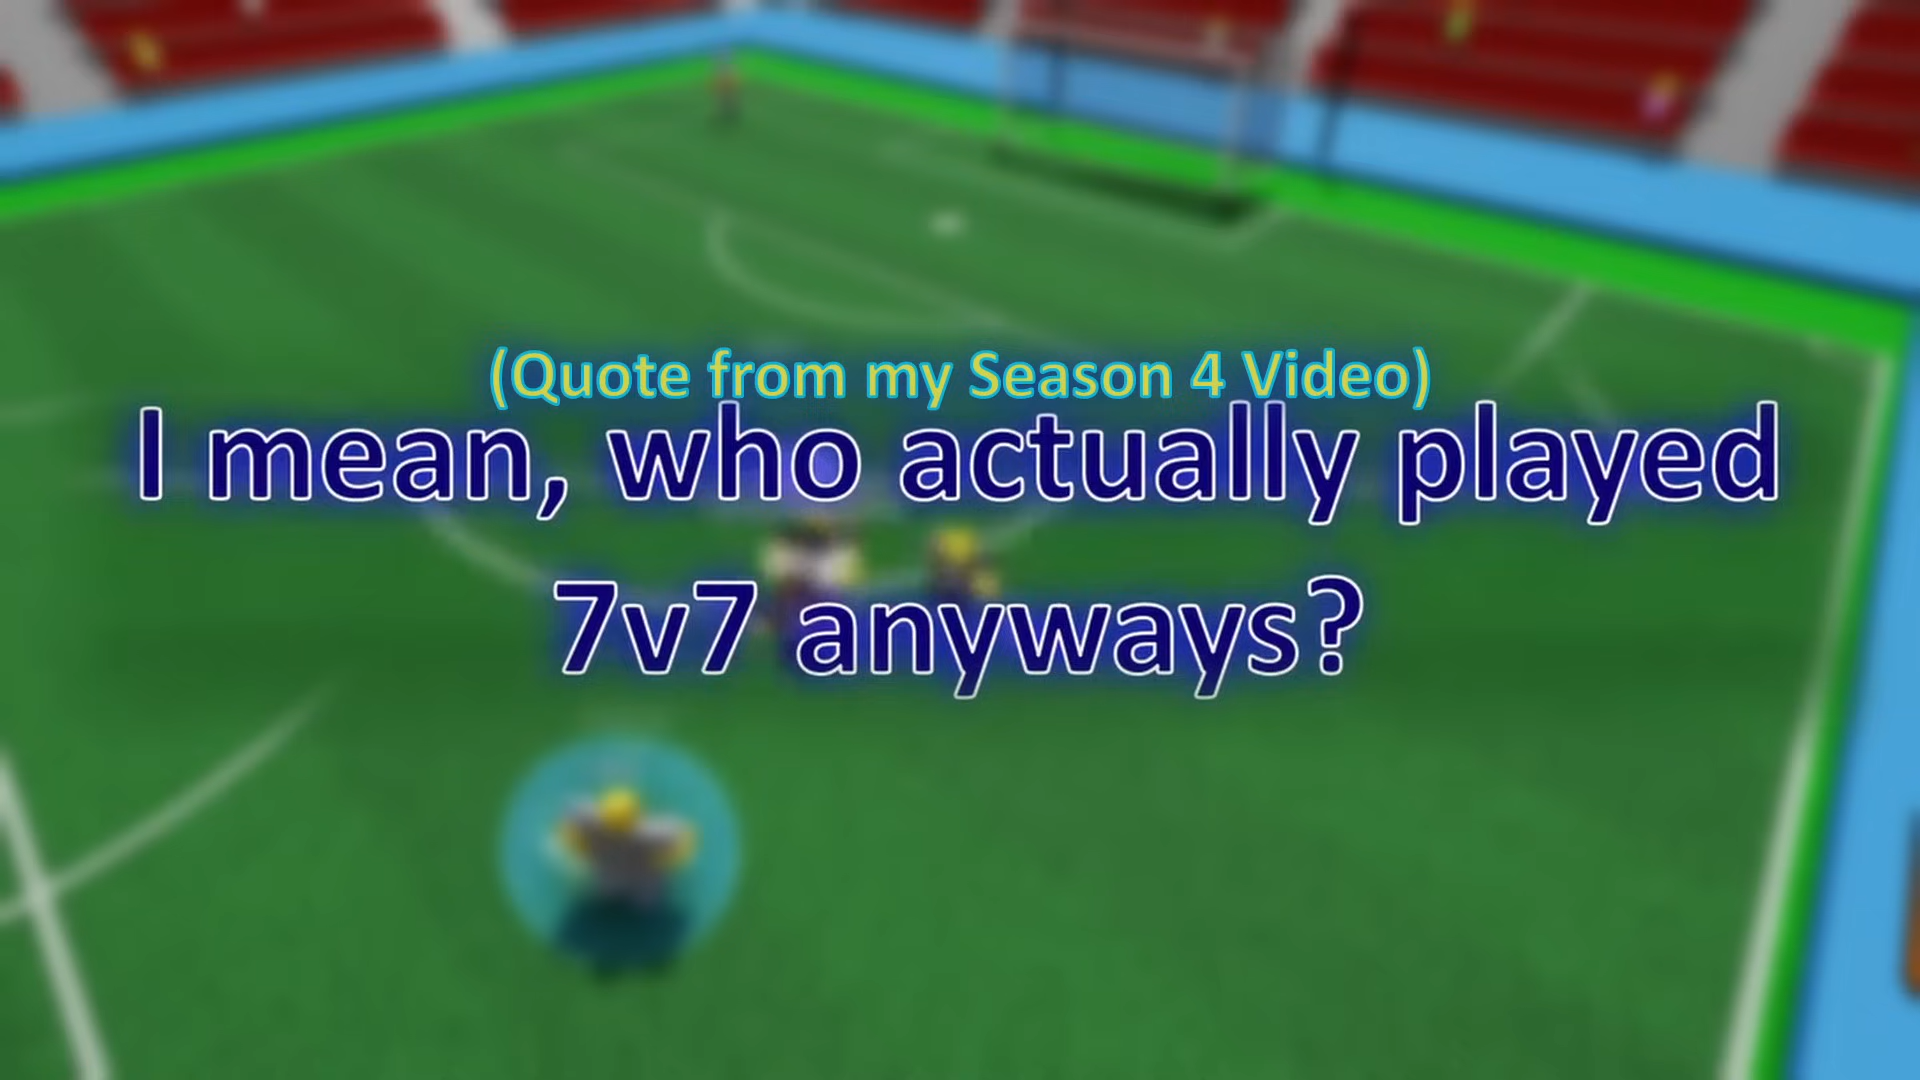 (Quote from my Season 4 Video)
I mean, who actually played
7v7 anyways?